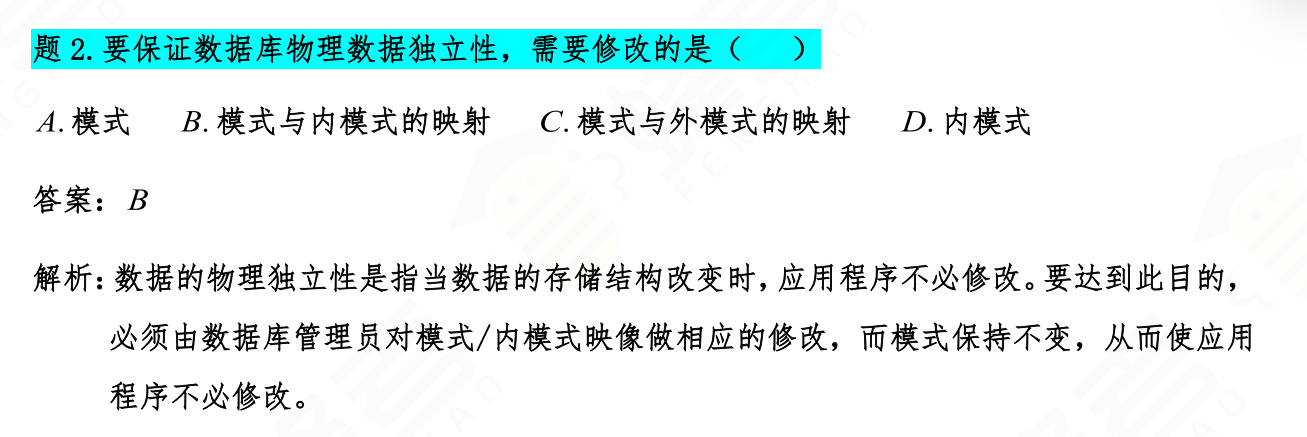 题 2.要保证数据库物理数据独立性，需要修改的是（ ）
A.模式 B.模式与内模式的映射 C.模式与外模式的映射 D.内模式
答案：B
解析：数据的物理独立性是指当数据的存储结构改变时，应用程序不必修改。要达到此目的，
必须由数据库管理员对模式/内模式映像做相应的修改，而模式保持不变，从而使应用
程序不必修改。